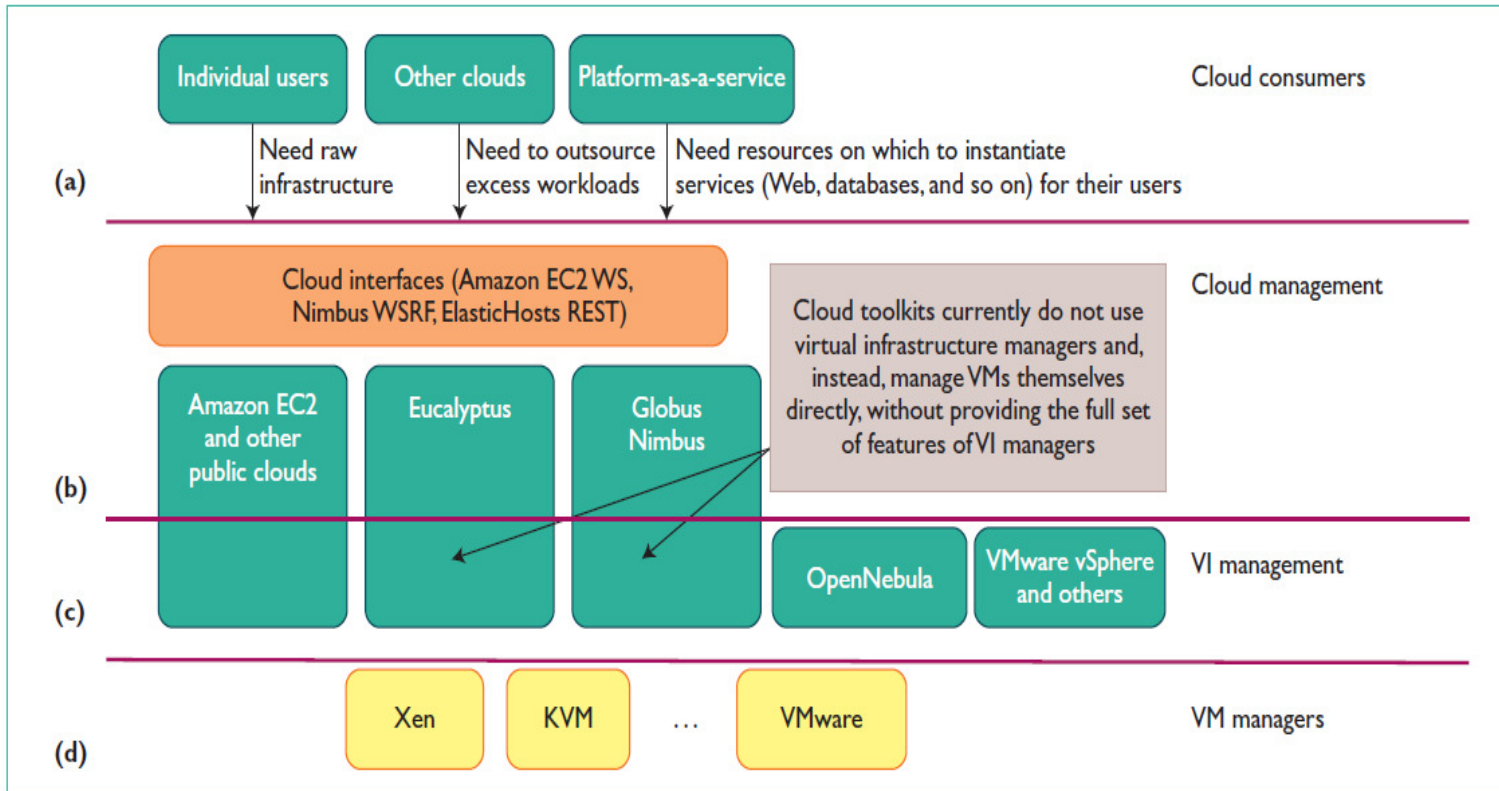 Individual users
Other clouds
Platform-as-a-service
Cloud consumers
Need raw
infrastructure
Need to outsource
excess workloads
Need resources on which to instantiate
services (Web, databases, and so on) for their users
(a)
Cloud interfaces (Amazon EC2 WS,
Nimbus WSRF, ElasticHosts REST)
Cloud management
Cloud toolkits currently do not use
virtual infrastructure managers and,
instead, manage VMs themselves
directly, without providing the full set
of features of VI managers
Amazon EC2
and other
public clouds
Eucalyptus
Globus
Nimbus
(b)
OpenNebula
VMware vSphere
and others
VI management
(c)
Xen
KVM
...
VMware
VM managers
(d)